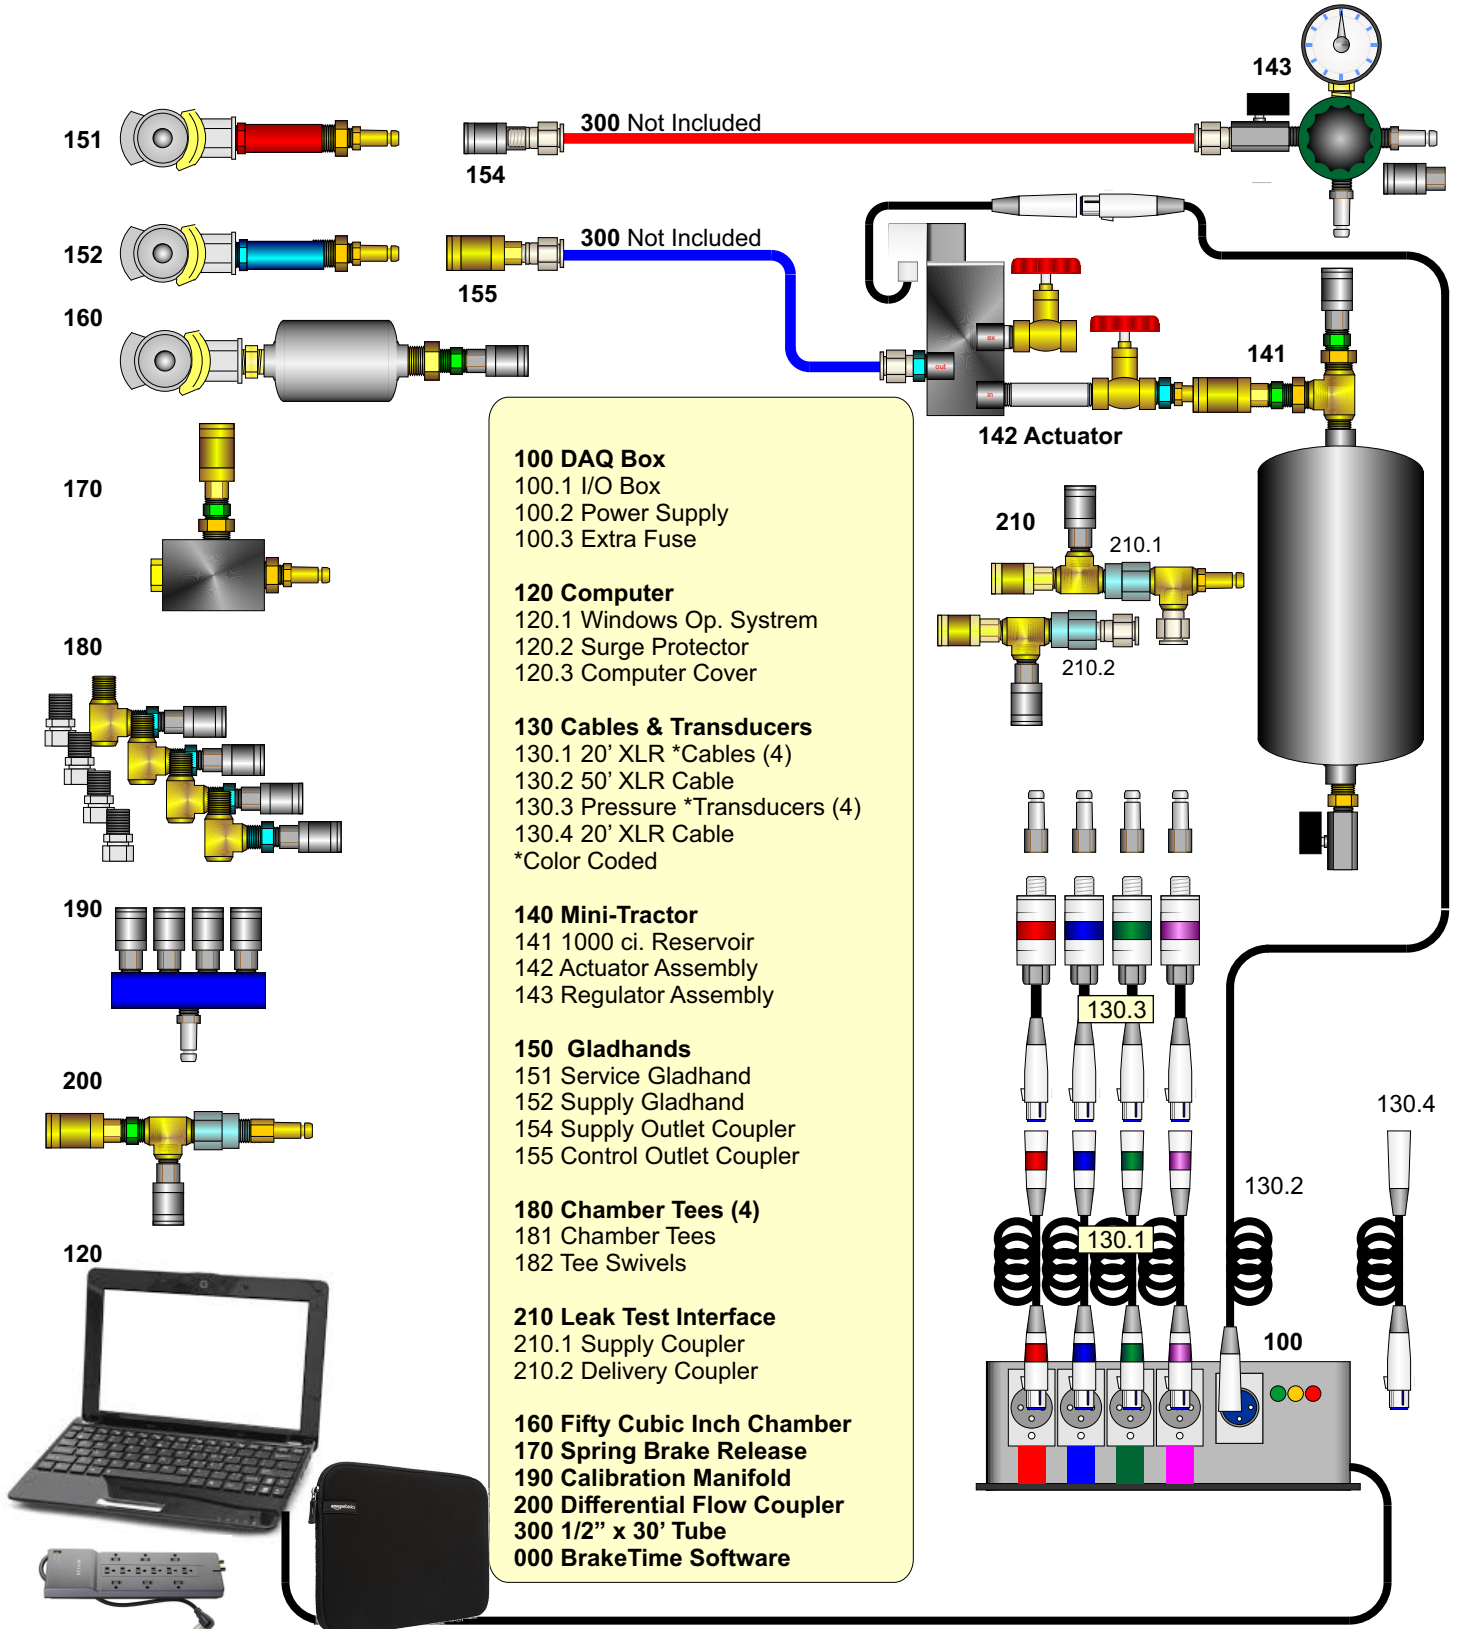 143
151
300 Not Included
154
152
300 Not Included
155
160
ex
out
in
141
142 Actuator
170
210
210.1
210.2
180
190
200
120
100 DAQ Box
100.1 I/O Box
100.2 Power Supply
100.3 Extra Fuse
120 Computer
120.1 Windows Op. Systrem
120.2 Surge Protector
120.3 Computer Cover
130 Cables & Transducers
130.1 20’ XLR *Cables (4)
130.2 50’ XLR Cable
130.3 Pressure *Transducers (4)
130.4 20’ XLR Cable
*Color Coded
140 Mini-Tractor
141 1000 ci. Reservoir
142 Actuator Assembly
143 Regulator Assembly
150 Gladhands
151 Service Gladhand
152 Supply Gladhand
154 Supply Outlet Coupler
155 Control Outlet Coupler
180 Chamber Tees (4)
181 Chamber Tees
182 Tee Swivels
210 Leak Test Interface
210.1 Supply Coupler
210.2 Delivery Coupler
160 Fifty Cubic Inch Chamber
170 Spring Brake Release
190 Calibration Manifold
200 Differential Flow Coupler
300 1/2” x 30’ Tube
000 BrakeTime Software
130.3
130.4
130.2
130.1
100
amazonbasics